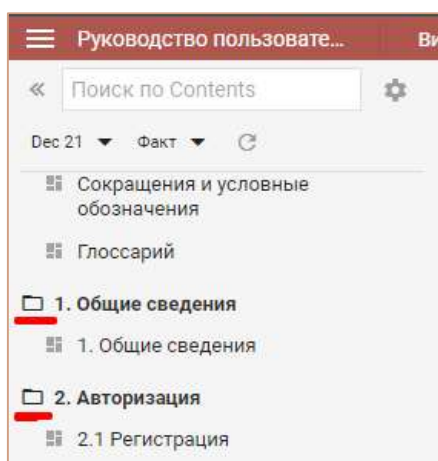 Руководство пользовате... Ви
Поиск по Contents
Dec 21 Факт
Сокращения и условные
обозначения
Глоссарий
1. Общие сведения
1. Общие сведения
2. Авторизация
2.1 Регистрация